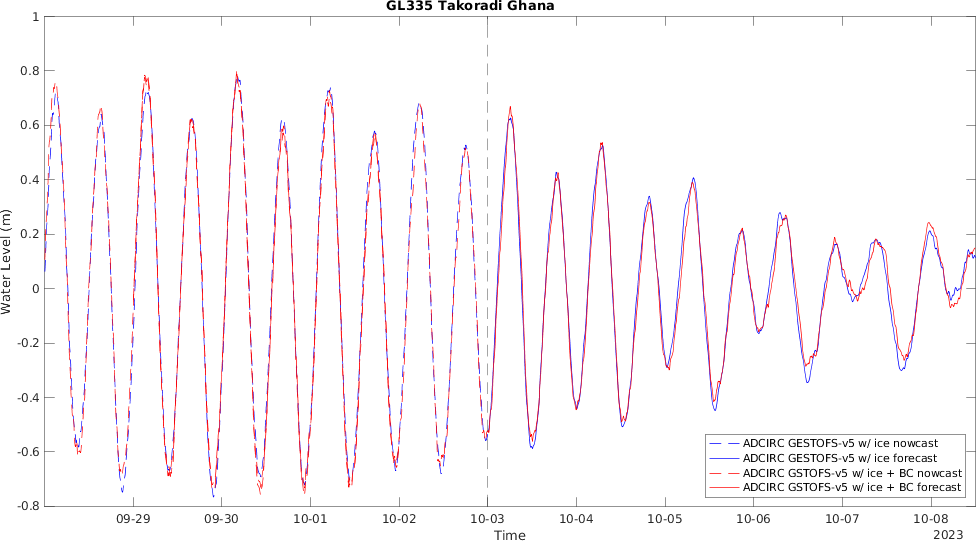 GL335 Takoradi Ghana
1
0.8
0.6
0.4
0.2
0
-0.2
-0.4
-0.6
-0.8
Water Level (m)
09-29 09-30 10-01 10-02 10-03 10-04 10-05 10-06 10-07 10-08
Time
2023
ADCIRC GESTOFS-v5 w/ ice nowcast
ADCIRC GESTOFS-v5 w/ ice forecast
ADCIRC GSTOFS-v5 w/ ice + BC nowcast
ADCIRC GSTOFS-v5 w/ ice + BC forecast